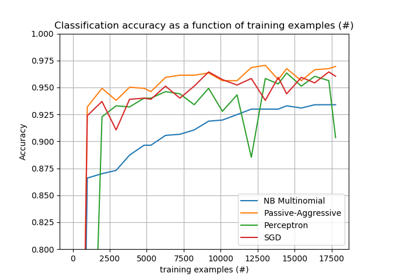 Classification accuracy as a function of training examples (#)
1.000
0.975
0.950
0.925
0.900
0.875
0.850
0.825
0.800
Accuracy
NB Multinomial
Passive-Aggressive
Perceptron
SGD
0 2500 5000 7500 10000 12500 15000 17500
training examples (#)